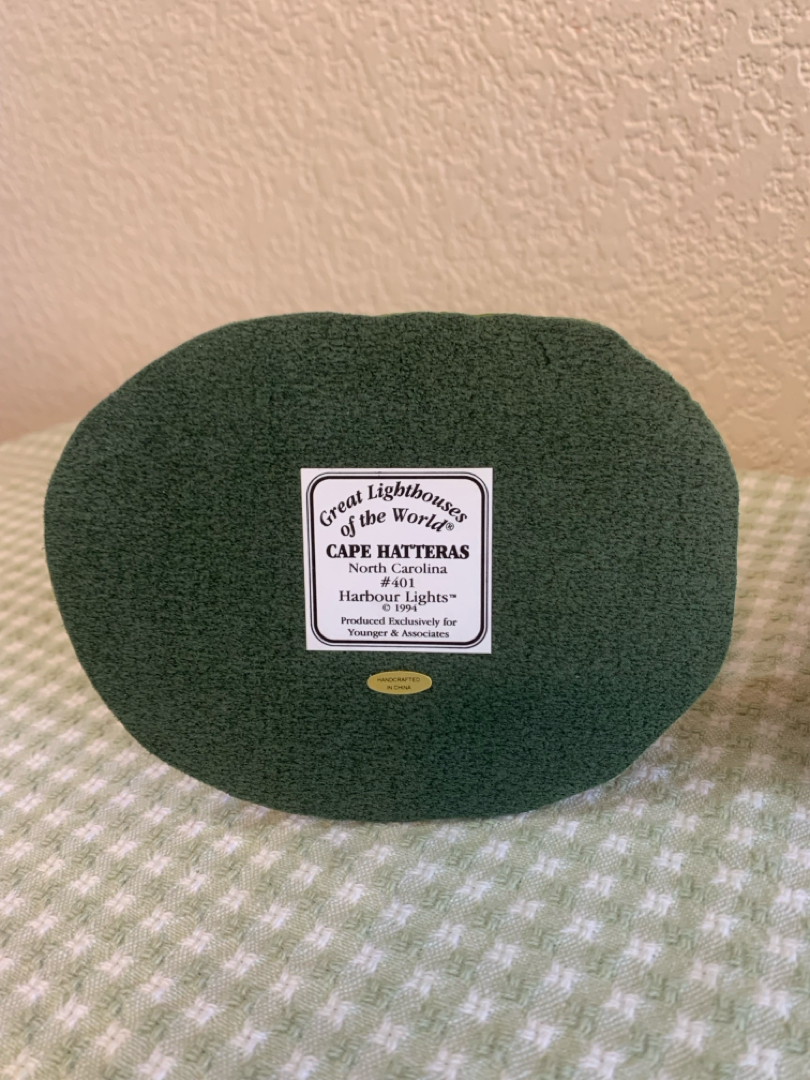 Great Lighthouses
of the World®
CAPE HATTERAS
North Carolina
#401
Harbour Lights™
© 1994
Produced Exclusively for
Younger & Associates
HANDCRAFTED
IN CHINA